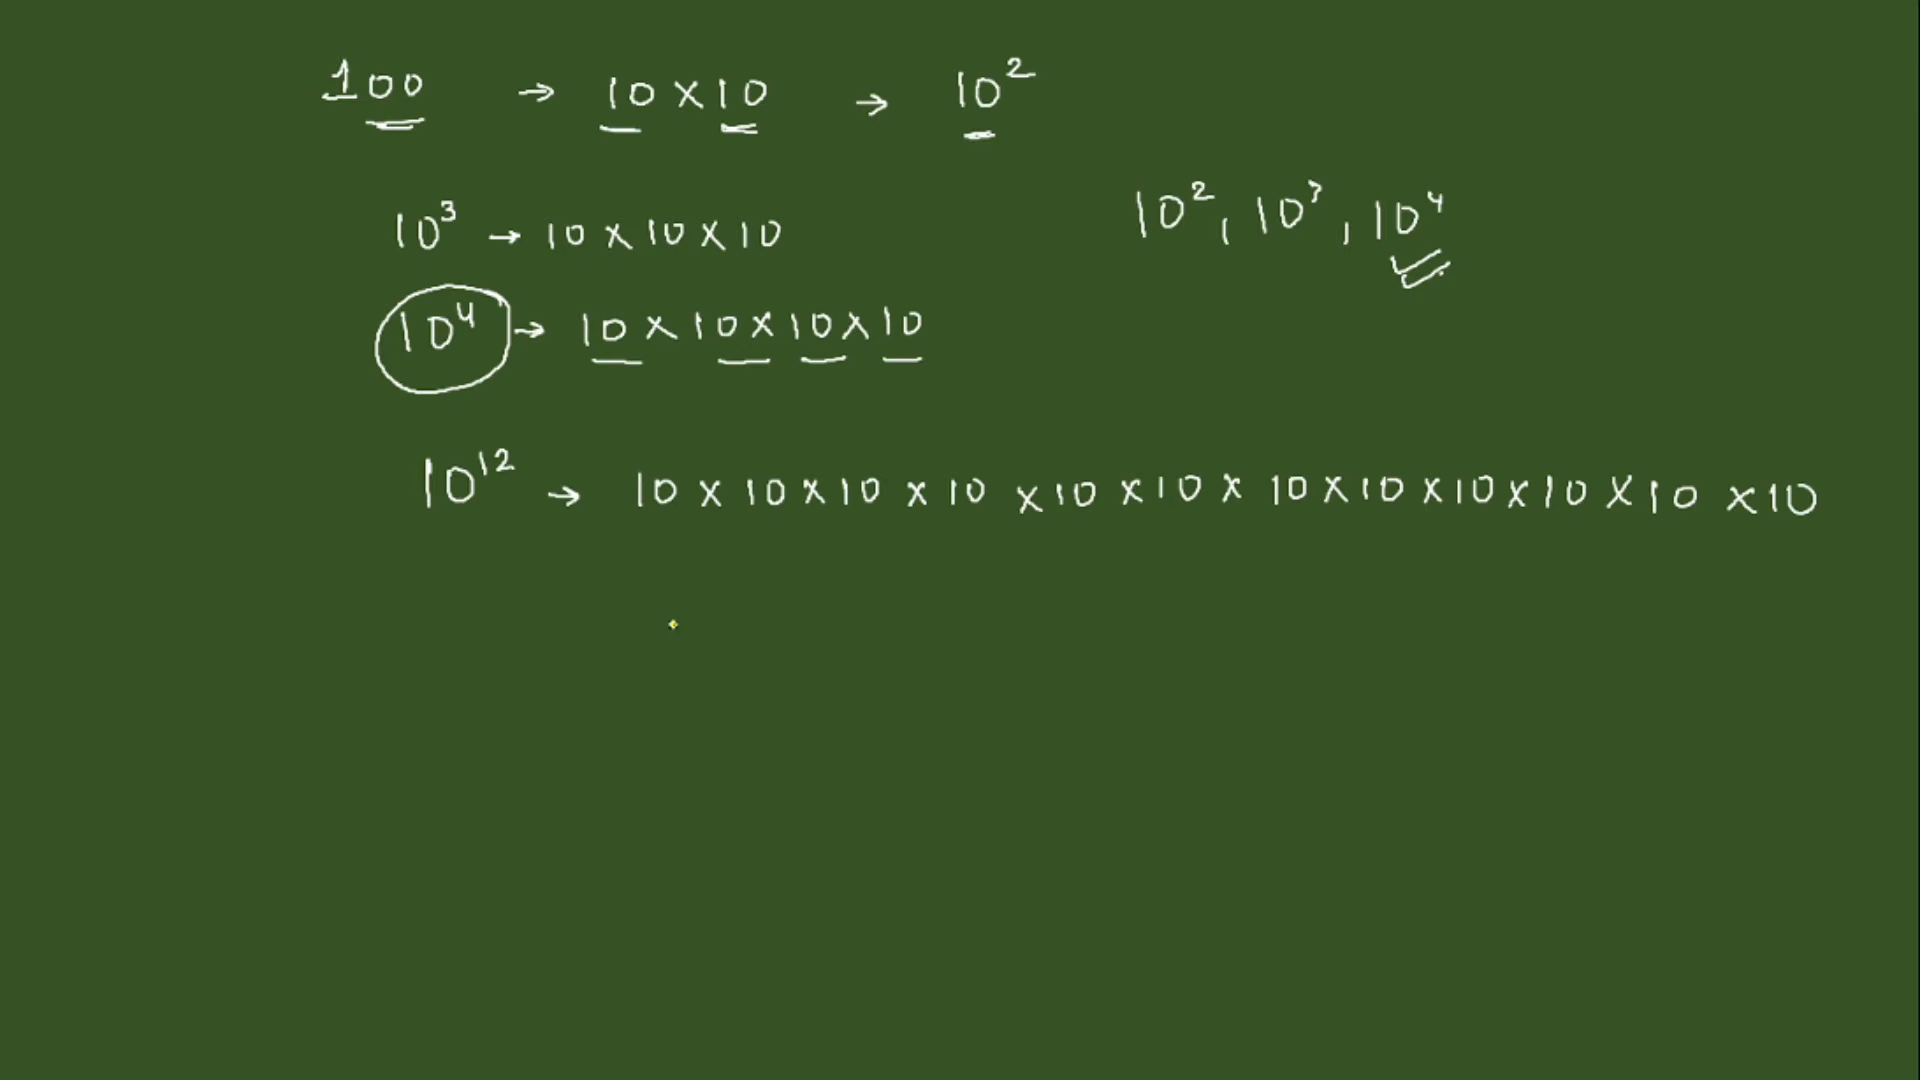 100 → 10 × 10 → 10²
10³ → 10 × 10 × 10
10², 10³, 10⁴
10⁴ → 10 × 10 × 10 × 10
10¹² → 10 × 10 × 10 × 10 × 10 × 10 × 10 × 10 × 10 × 10 × 10 × 10